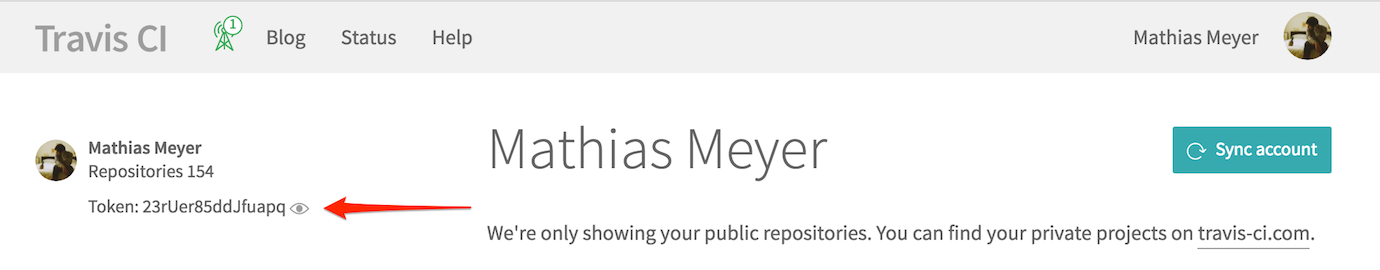 Travis CI
1
Blog
Status
Help
Mathias Meyer
Mathias Meyer
Repositories 154
Token: 23rUer85ddJfuapq
Mathias Meyer
Sync account
We're only showing your public repositories. You can find your private projects on travis-ci.com.